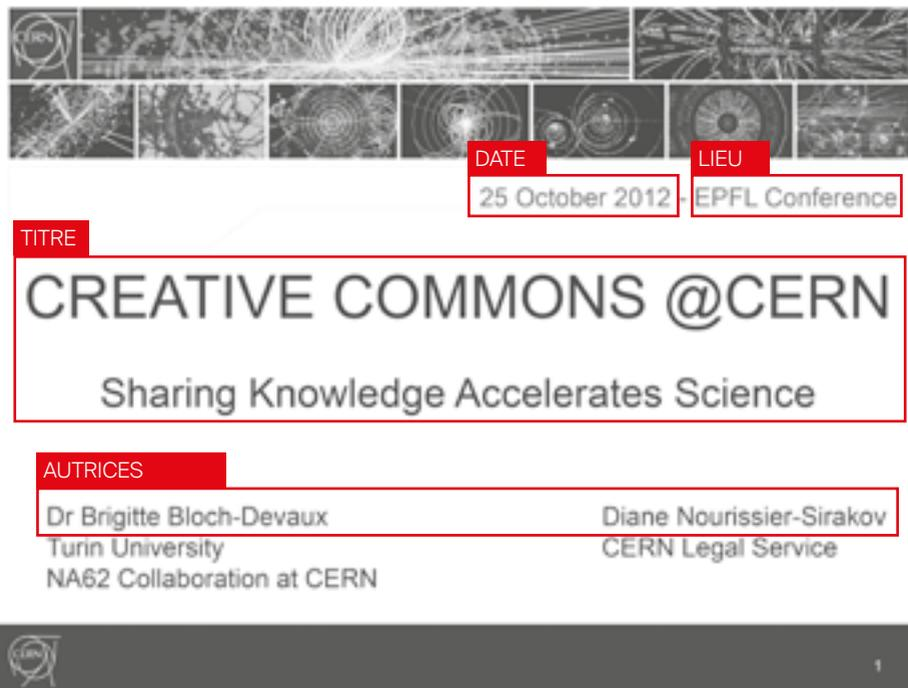 CERN
DATE
LIEU
25 October 2012 - EPFL Conference
TITRE
CREATIVE COMMONS @CERN
Sharing Knowledge Accelerates Science
AUTRICES
Dr Brigitte Bloch-Devaux
Diane Nourissier-Sirakov
Turin University
CERN Legal Service
NA62 Collaboration at CERN
CERN
1